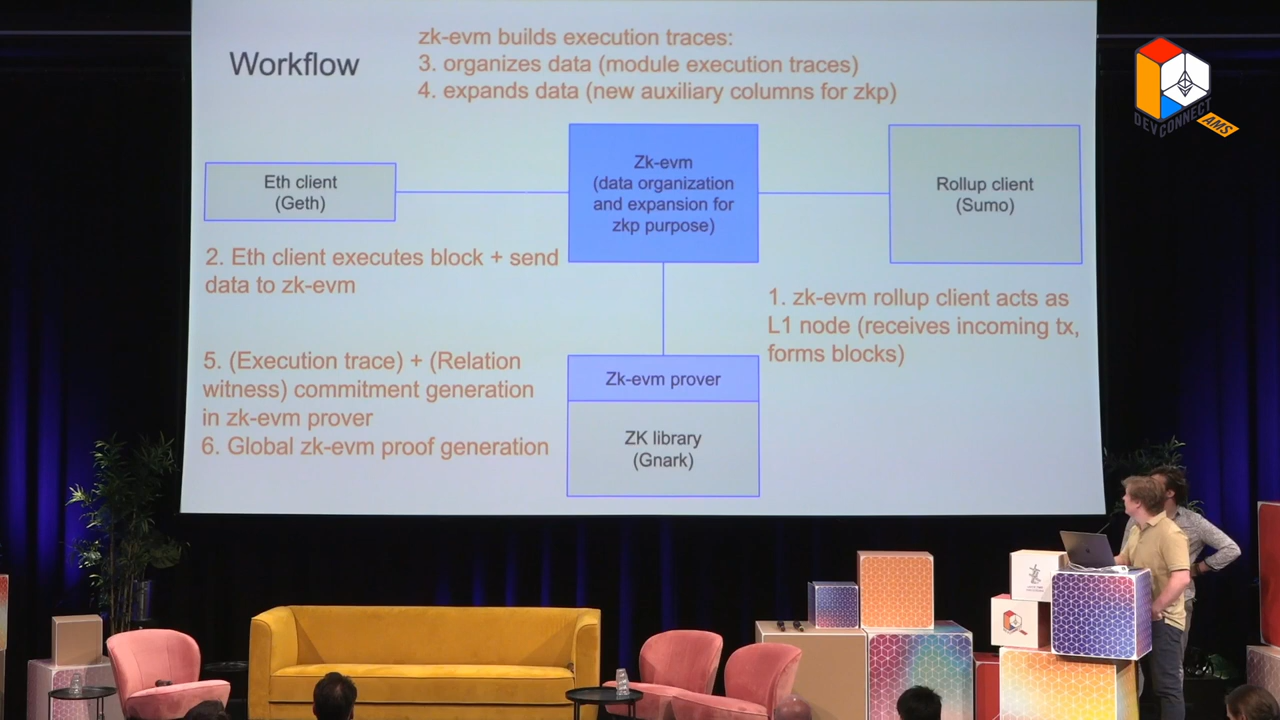 Workflow
zk-evm builds execution traces:
3. organizes data (module execution traces)
4. expands data (new auxiliary columns for zkp)
Eth client
(Geth)
Zk-evm
(data organization
and expansion for
zkp purpose)
Rollup client
(Sumo)
2. Eth client executes block + send
data to zk-evm
1. zk-evm rollup client acts as
L1 node (receives incoming tx,
forms blocks)
5. (Execution trace) + (Relation
witness) commitment generation
in zk-evm prover
6. Global zk-evm proof generation
Zk-evm prover
ZK library
(Gnark)
DEVCONNECT
AMS